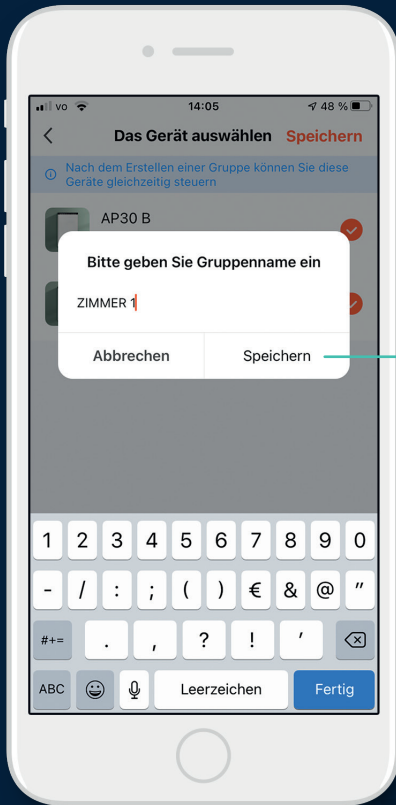 vo 14:05 48 %
Das Gerät auswählen Speichern
Nach dem Erstellen einer Gruppe können Sie diese
Geräte gleichzeitig steuern
AP30 B
Bitte geben Sie Gruppenname ein
ZIMMER 1
Abbrechen Speichern
1 2 3 4 5 6 7 8 9 0
- / : ; ( ) € & @ "
#+= . , ? ! '
ABC Leerzeichen Fertig